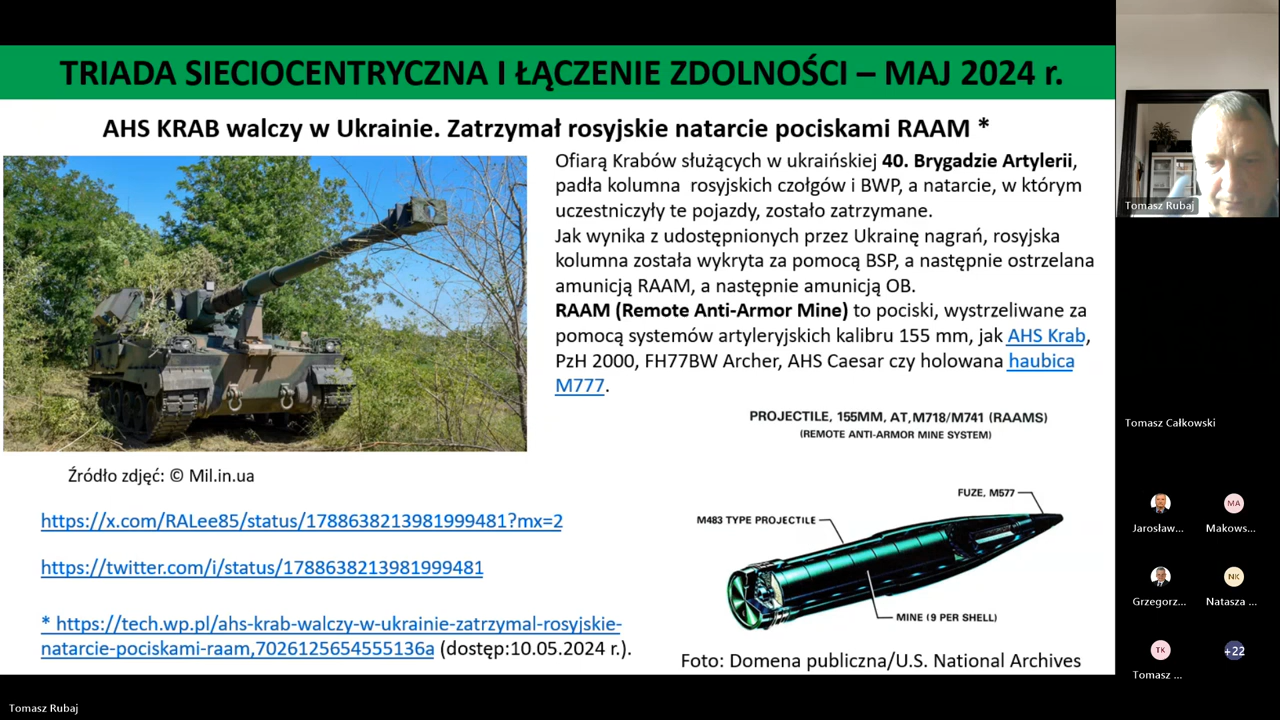 TRIADA SIECIOCENTRYCZNA I ŁĄCZENIE ZDOLNOŚCI – MAJ 2024 r.
AHS KRAB walczy w Ukrainie. Zatrzymał rosyjskie natarcie pociskami RAAM *
Ofiarą Krabów służących w ukraińskiej 40. Brygadzie Artylerii,
padła kolumna rosyjskich czołgów i BWP, a natarcie, w którym
uczestniczyły te pojazdy, zostało zatrzymane.
Jak wynika z udostępnionych przez Ukrainę nagrań, rosyjska
kolumna została wykryta za pomocą BSP, a następnie ostrzelana
amunicją RAAM, a następnie amunicją OB.
RAAM (Remote Anti-Armor Mine) to pociski, wystrzeliwane za
pomocą systemów artyleryjskich kalibru 155 mm, jak AHS Krab,
PzH 2000, FH77BW Archer, AHS Caesar czy holowana haubica
M777.
PROJECTILE, 155MM, AT,M718/M741 (RAAMS)
(REMOTE ANTI-ARMOR MINE SYSTEM)
FUZE, M577
M483 TYPE PROJECTILE
MINE (9 PER SHELL)
Foto: Domena publiczna/U.S. National Archives
Źródło zdjęć: © Mil.in.ua
https://x.com/RALee85/status/1788638213981999481?mx=2
https://twitter.com/i/status/1788638213981999481
* https://tech.wp.pl/ahs-krab-walczy-w-ukrainie-zatrzymal-rosyjskie-
natarcie-pociskami-raam,7026125654555136a (dostęp:10.05.2024 r.).
Tomasz Rubaj
Tomasz Całkowski
Jarosław...
MA
Makows...
Grzegorz...
NK
Natasza ...
TK
Tomasz ...
+22
Tomasz Rubaj